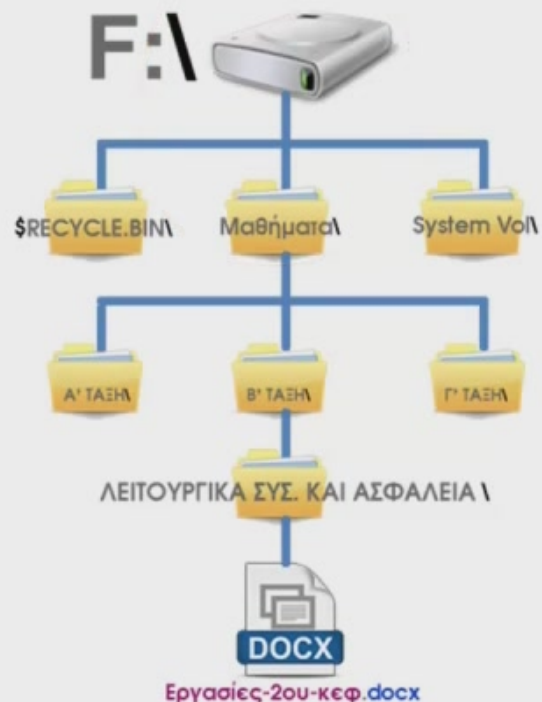 F:\
$RECYCLE.BIN\ Μαθήματα\ System Vol\
Α' ΤΑΞΗ\ Β' ΤΑΞΗ\ Γ' ΤΑΞΗ\
ΛΕΙΤΟΥΡΓΙΚΑ ΣΥΣ. ΚΑΙ ΑΣΦΑΛΕΙΑ \
DOCX
Εργασίες-2ου-κεφ.docx